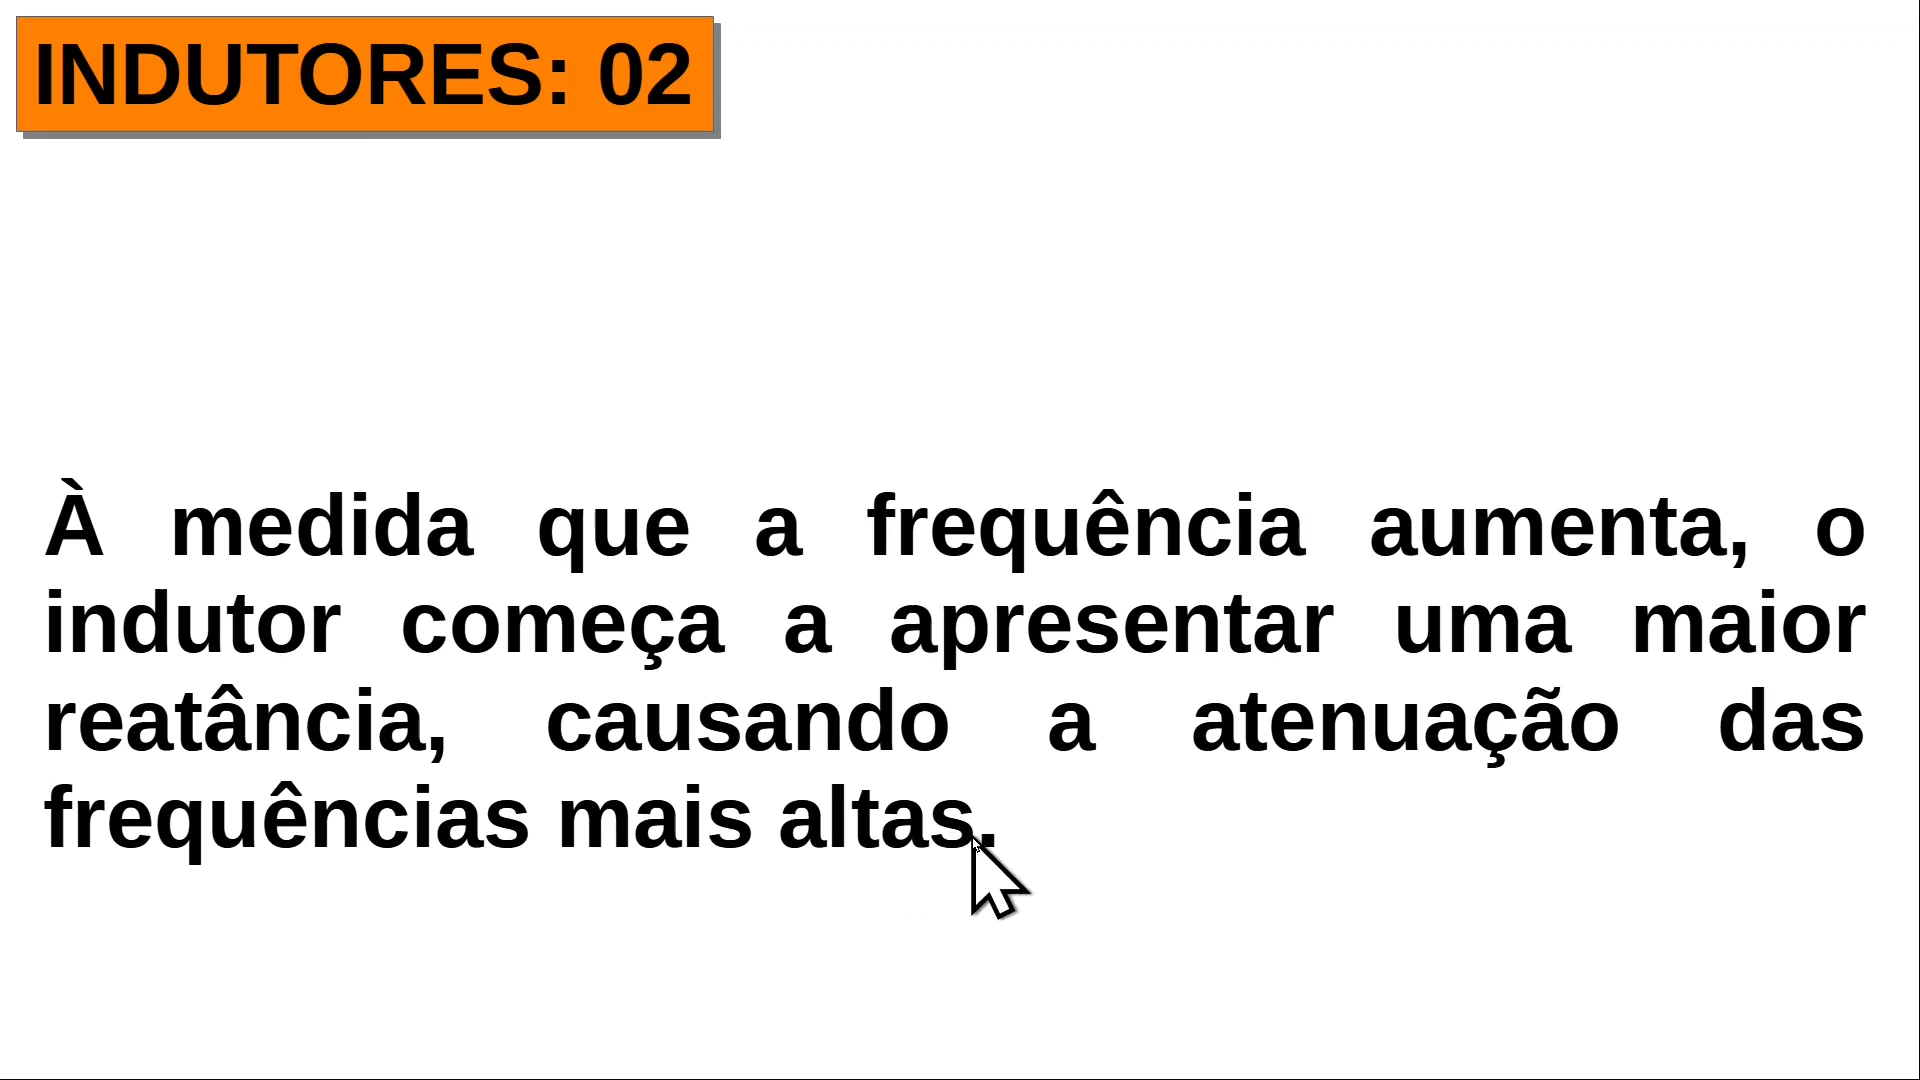 INDUTORES: 02
À medida que a frequência aumenta, o
indutor começa a apresentar uma maior
reatância, causando a atenuação das
frequências mais altas.